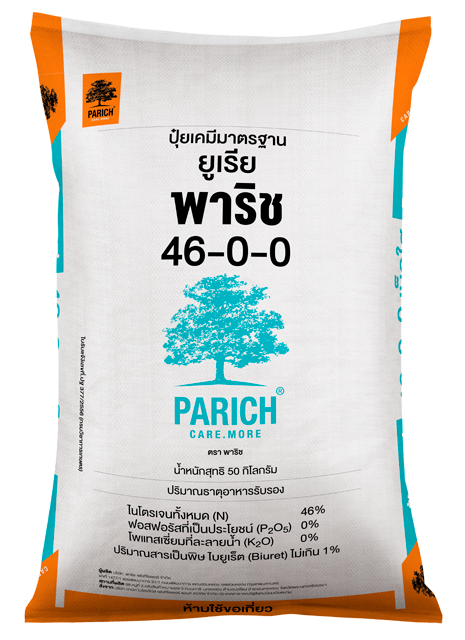 PARICH
CARE.MORE
ปุ๋ยเคมีมาตรฐาน
ยูเรีย
พาริช
46-0-0
PARICH®
CARE.MORE
ตรา พาริช
น้ำหนักสุทธิ 50 กิโลกรัม
ปริมาณธาตุอาหารรับรอง
ไนโตรเจนทั้งหมด (N) 46%
ฟอสฟอรัสที่เป็นประโยชน์ (P₂O₅) 0%
โพแทสเซียมที่ละลายน้ำ (K₂O) 0%
ปริมาณสารเป็นพิษ ไบยูเร็ต (Biuret) ไม่เกิน 1%
ห้ามใช้ขอเกี่ยว